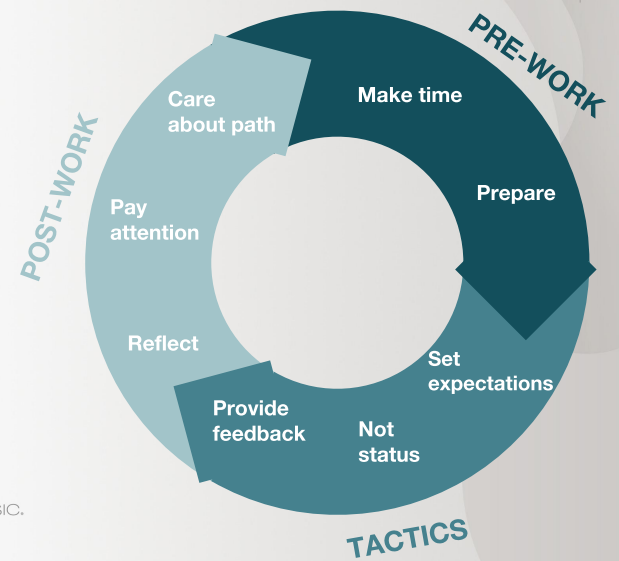 PRE-WORK
Make time
Prepare
Set
expectations
Not
status
Provide
feedback
TACTICS
Reflect
Pay
attention
Care
about path
POST-WORK
SIC.